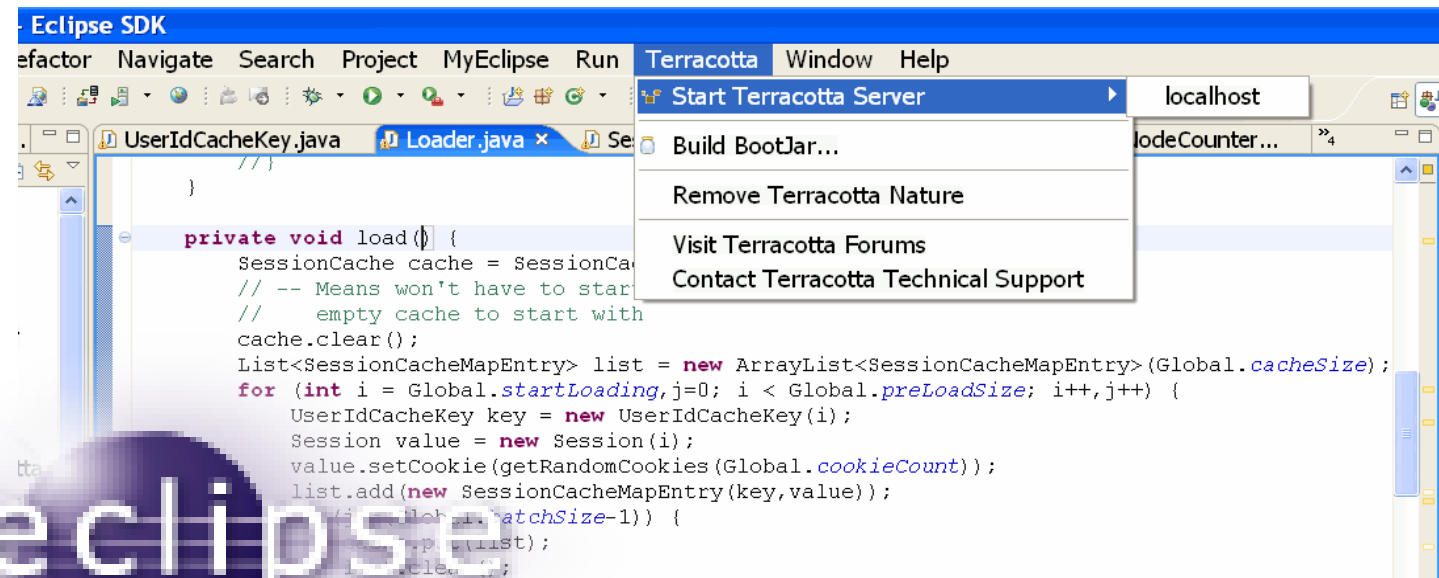 - Eclipse SDK
efactor Navigate Search Project MyEclipse Run Terracotta Window Help
Start Terracotta Server
localhost
UserIdCacheKey.java Loader.java Se
Build BootJar...
NodeCounter... »4
//}
}
Remove Terracotta Nature
private void load() {
Visit Terracotta Forums
SessionCache cache = SessionCa
Contact Terracotta Technical Support
// -- Means won't have to star
// empty cache to start with
cache.clear();
List<SessionCacheMapEntry> list = new ArrayList<SessionCacheMapEntry>(Global.cacheSize);
for (int i = Global.startLoading,j=0; i < Global.preLoadSize; i++,j++) {
UserIdCacheKey key = new UserIdCacheKey(i);
Session value = new Session(i);
value.setCookie(getRandomCookies(Global.cookieCount));
list.add(new SessionCacheMapEntry(key,value));
atchSize-1)) {
(list);
eclipse